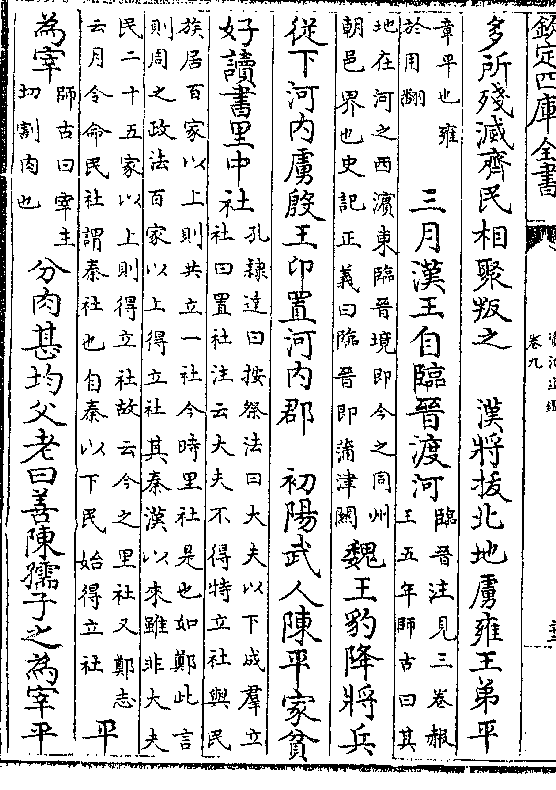 欽定四庫全書
卷九
多所殘滅齊民相聚叛之　漢將拔北地虜雍王弟平
章平也雍
於用翻
三月漢王自臨晉渡河
臨晉注見三卷赧
王五年師古曰其
地在河之西濵東臨晉境即今之同州
朝邑界也史記正義曰臨晉即蒲津關
魏王豹降將兵
從下河内虜殷王卬置河内郡　初陽武人陳平家貧
好讀書里中社
孔穎達曰按祭法曰大夫以下成羣立
社曰置社注云大夫不得特立社與民
族居百家以上則共立一社今時里社是也如鄭此言
則周之政法百家以上得立社其秦漢以來雖非大夫
民二十五家以上則得立社故云今之里社又鄭志
云月令命民社謂秦社也自秦以下民始得立社
平
為宰
師古曰宰主
切割肉也
分肉甚均父老曰善陳孺子之為宰平